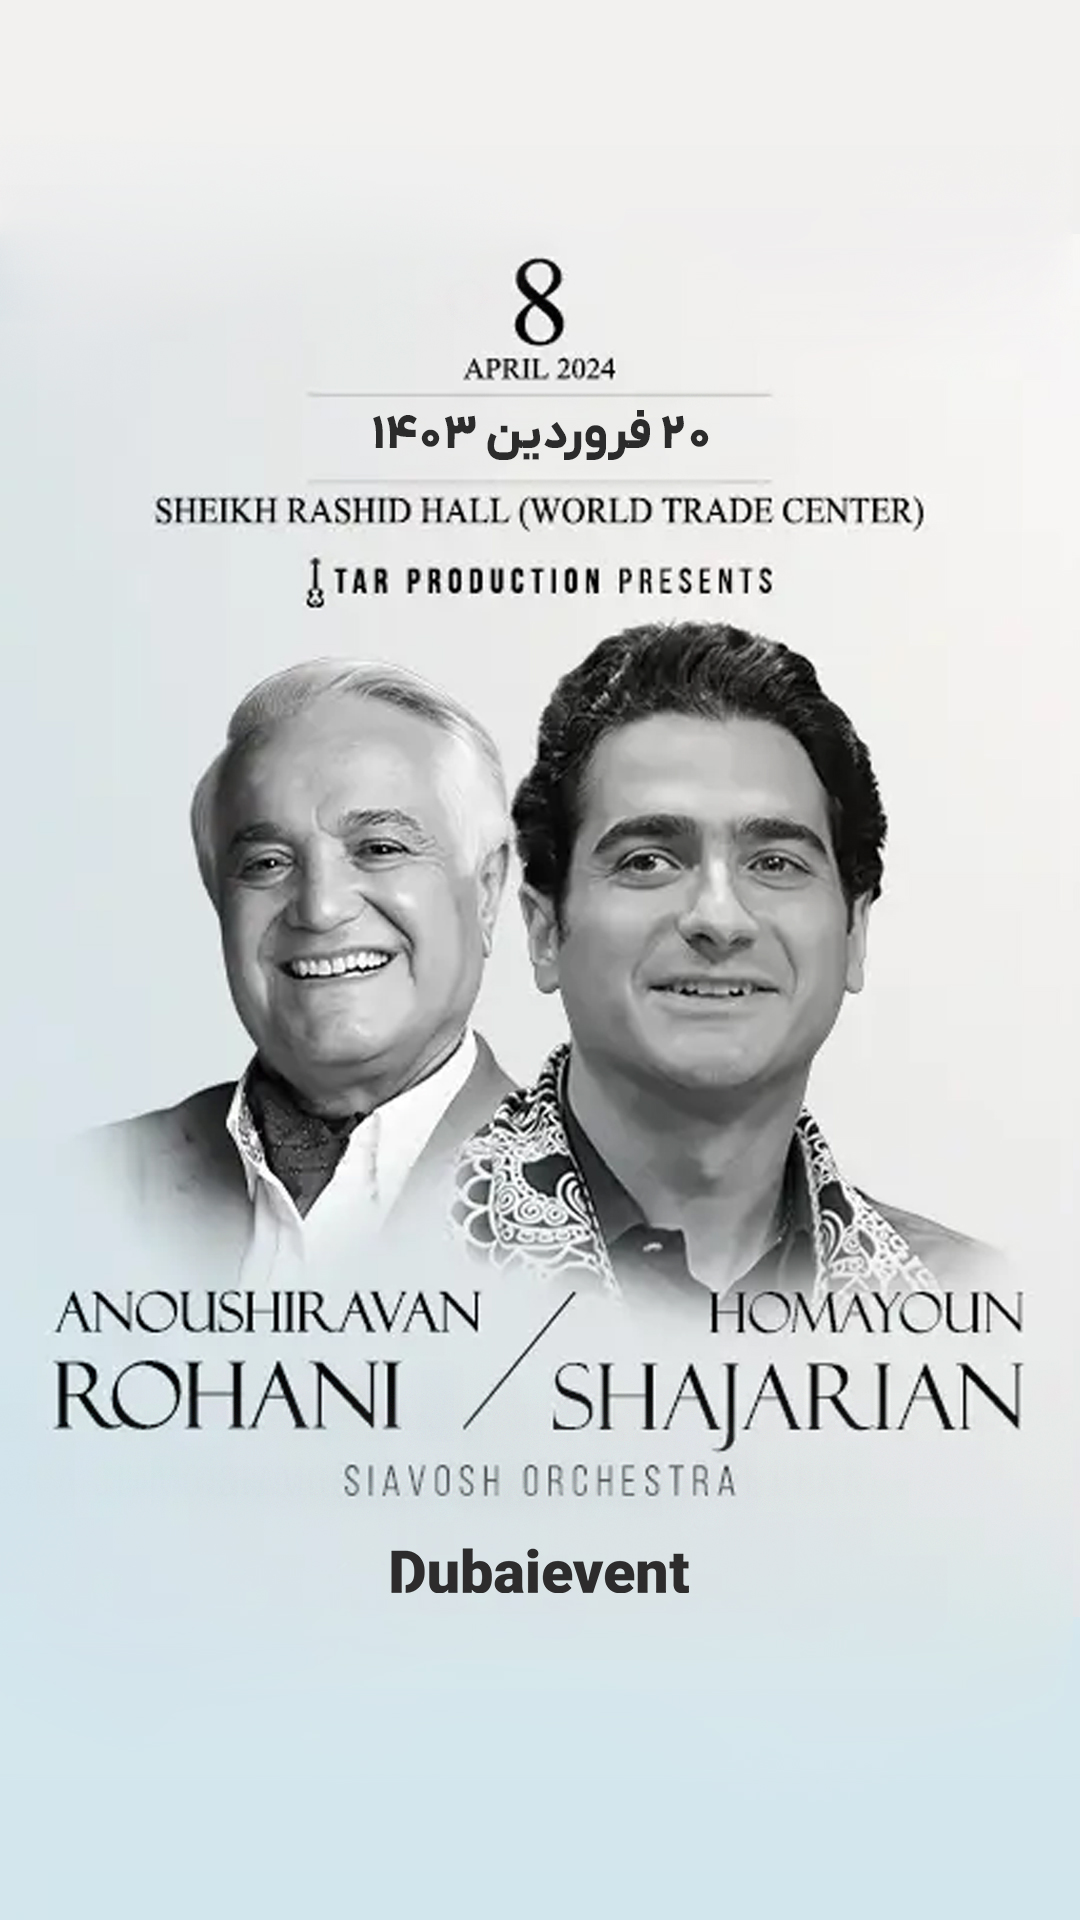 8
APRIL 2024
۲۰ فروردین ۱۴۰۳
SHEIKH RASHID HALL (WORLD TRADE CENTER)
TAR PRODUCTION PRESENTS
ANOUSHIRAVAN ROHANI / HOMAYOUN SHAJARIAN
SIAVOSH ORCHESTRA
Dubaievent